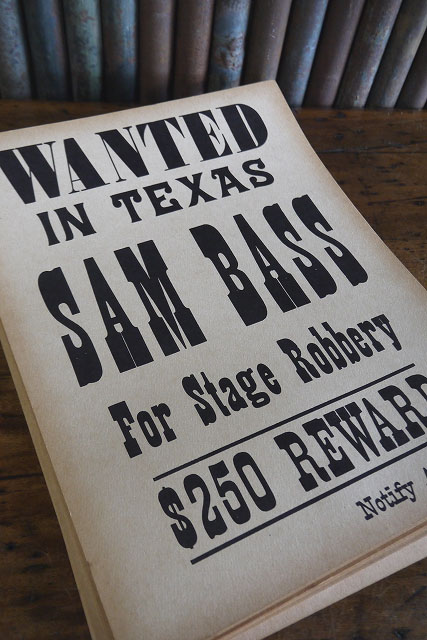 WANTED
IN TEXAS
SAM BASS
For Stage Robbery
$250 REWARD
Notify